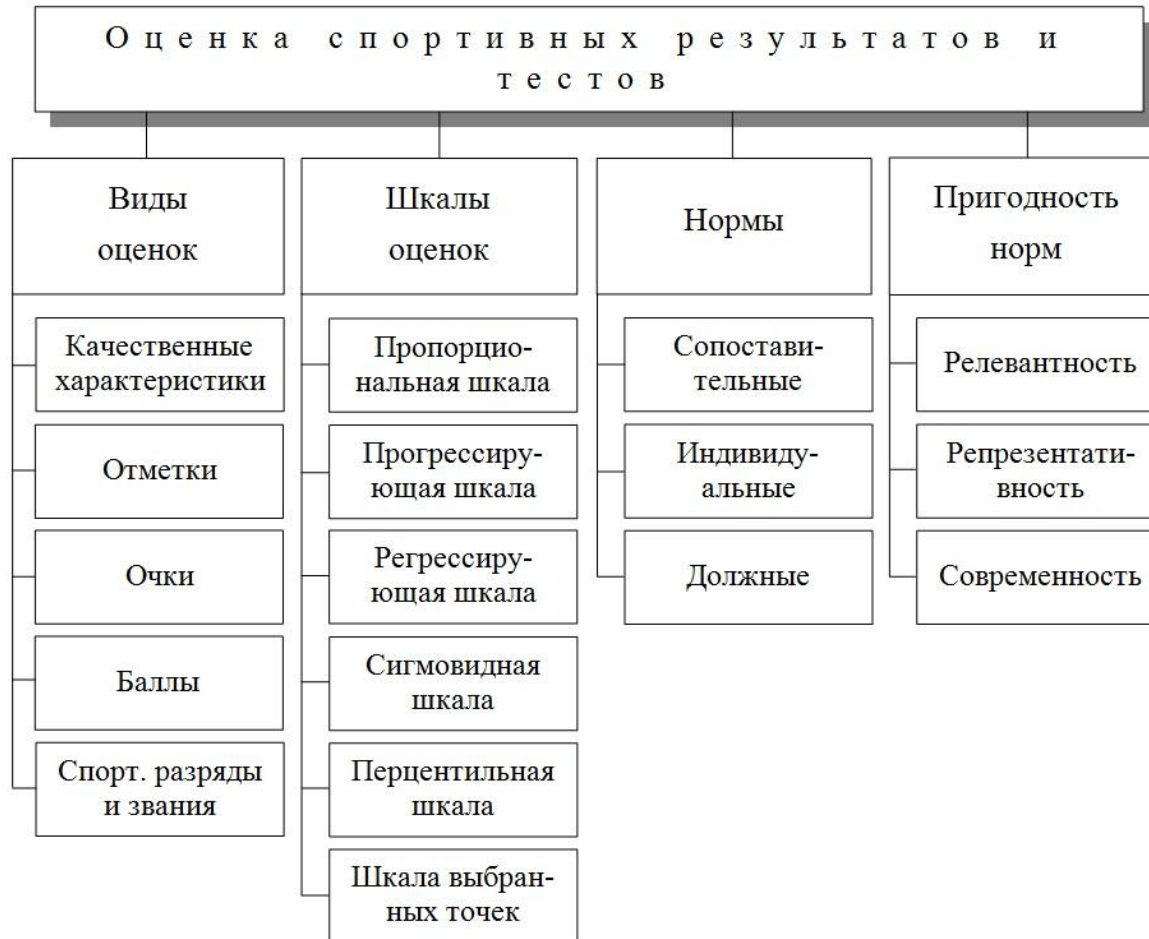 Оценка спортивных результатов и
тестов
Виды
оценок
Качественные
характеристики
Отметки
Очки
Баллы
Спорт. разряды
и звания
Шкалы
оценок
Пропорцио-
нальная шкала
Прогрессиру-
ющая шкала
Регрессиру-
ющая шкала
Сигмовидная
шкала
Перцентильная
шкала
Шкала выбран-
ных точек
Нормы
Сопостави-
тельные
Индивиду-
альные
Должные
Пригодность
норм
Релевантность
Репрезентати-
вность
Современность